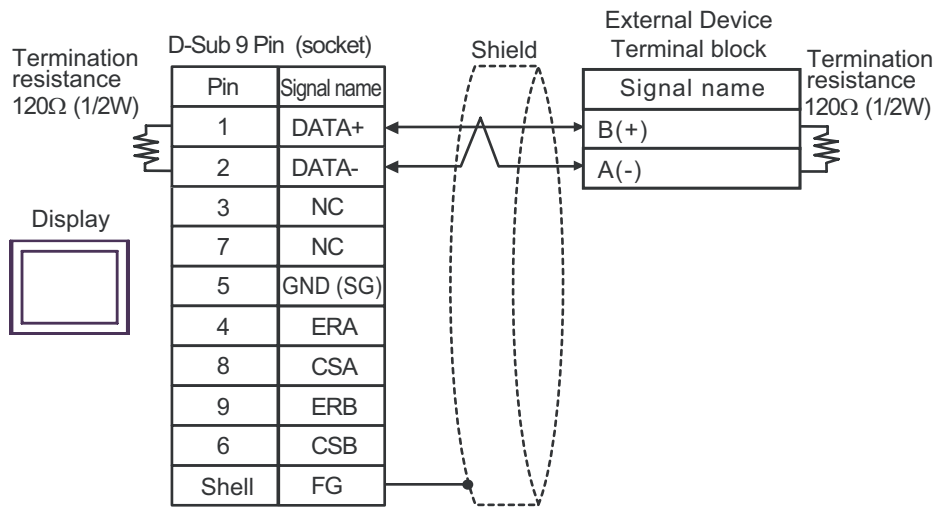 Termination
resistance
120Ω (1/2W)
D-Sub 9 Pin (socket)
Shield
External Device
Terminal block
Termination
resistance
120Ω (1/2W)
Pin Signal name
1 DATA+
2 DATA-
3 NC
7 NC
5 GND (SG)
4 ERA
8 CSA
9 ERB
6 CSB
Shell FG
Signal name
B(+)
A(-)
Display